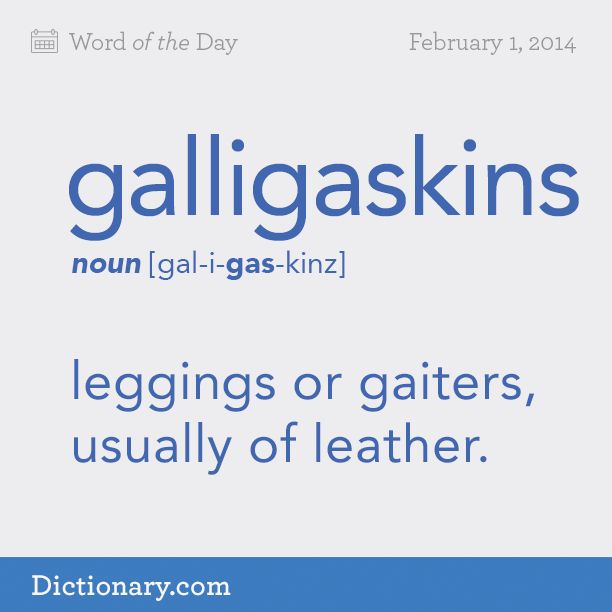 Word of the Day
February 1, 2014
galligaskins
noun [gal-i-gas-kinz]
leggings or gaiters,
usually of leather.
Dictionary.com